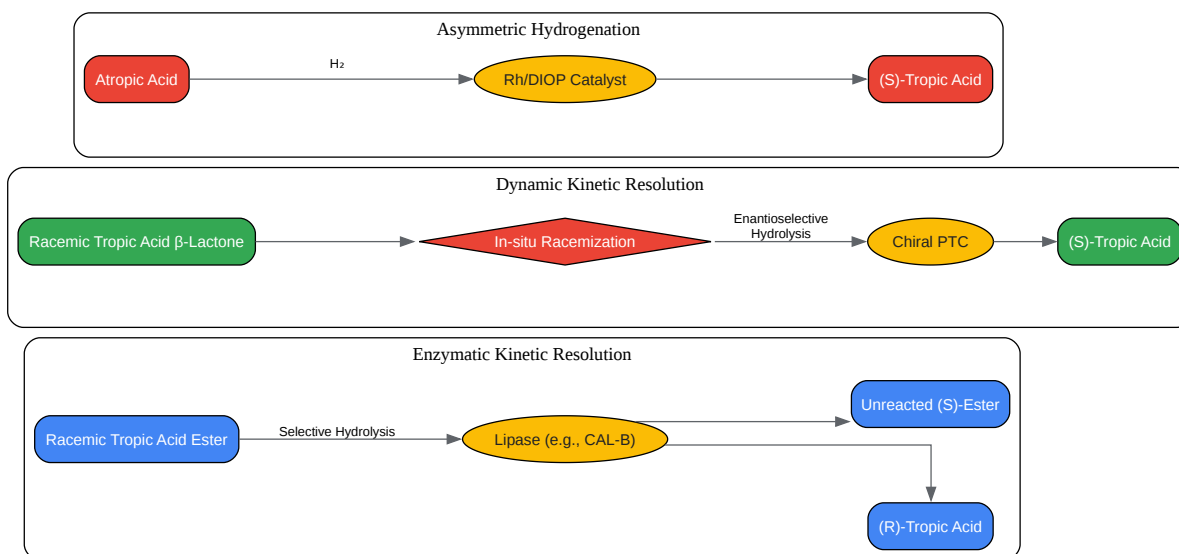 Asymmetric Hydrogenation
Atropic Acid
H₂
Rh/DIOP Catalyst
(S)-Tropic Acid
Dynamic Kinetic Resolution
Racemic Tropic Acid β-Lactone
In-situ Racemization
Enantioselective
Hydrolysis
Chiral PTC
(S)-Tropic Acid
Enzymatic Kinetic Resolution
Racemic Tropic Acid Ester
Selective Hydrolysis
Lipase (e.g., CAL-B)
Unreacted (S)-Ester
(R)-Tropic Acid